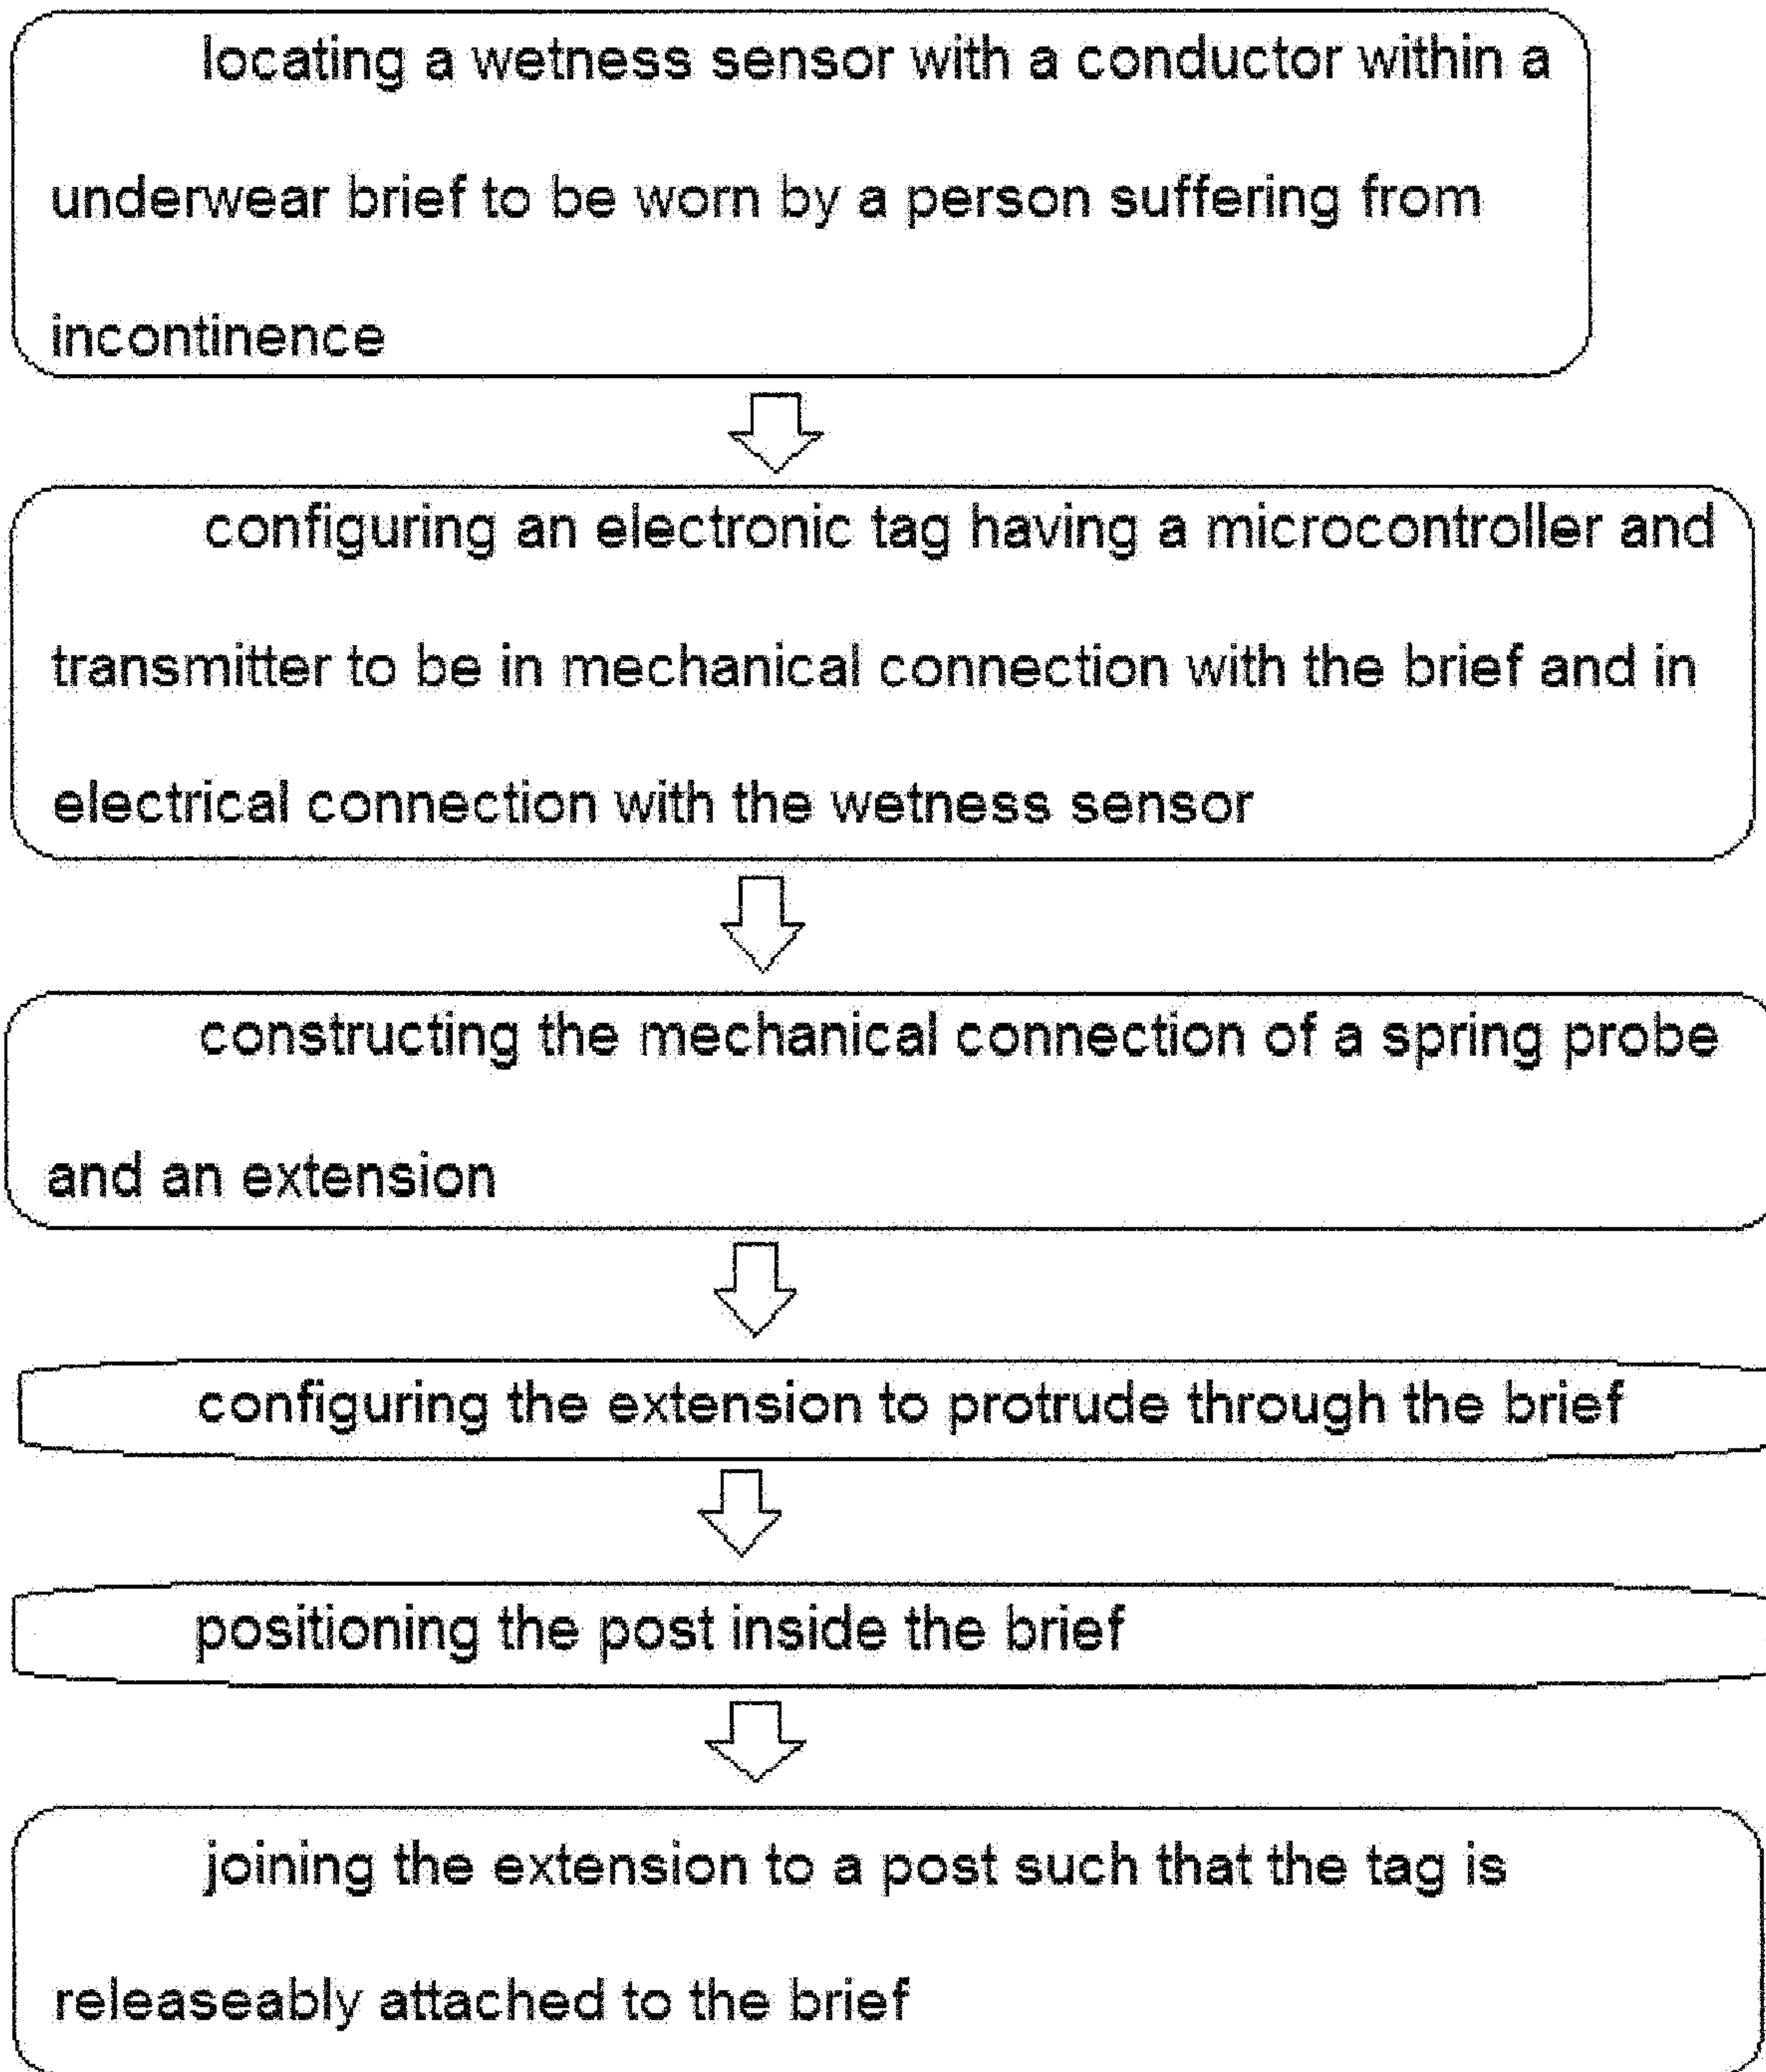 locating a wetness sensor with a conductor within a
underwear brief to be worn by a person suffering from
incontinence
configuring an electronic tag having a microcontroller and
transmitter to be in mechanical connection with the brief and in
electrical connection with the wetness sensor
constructing the mechanical connection of a spring probe
and an extension
configuring the extension to protrude through the brief
positioning the post inside the brief
joining the extension to a post such that the tag is
releaseably attached to the brief